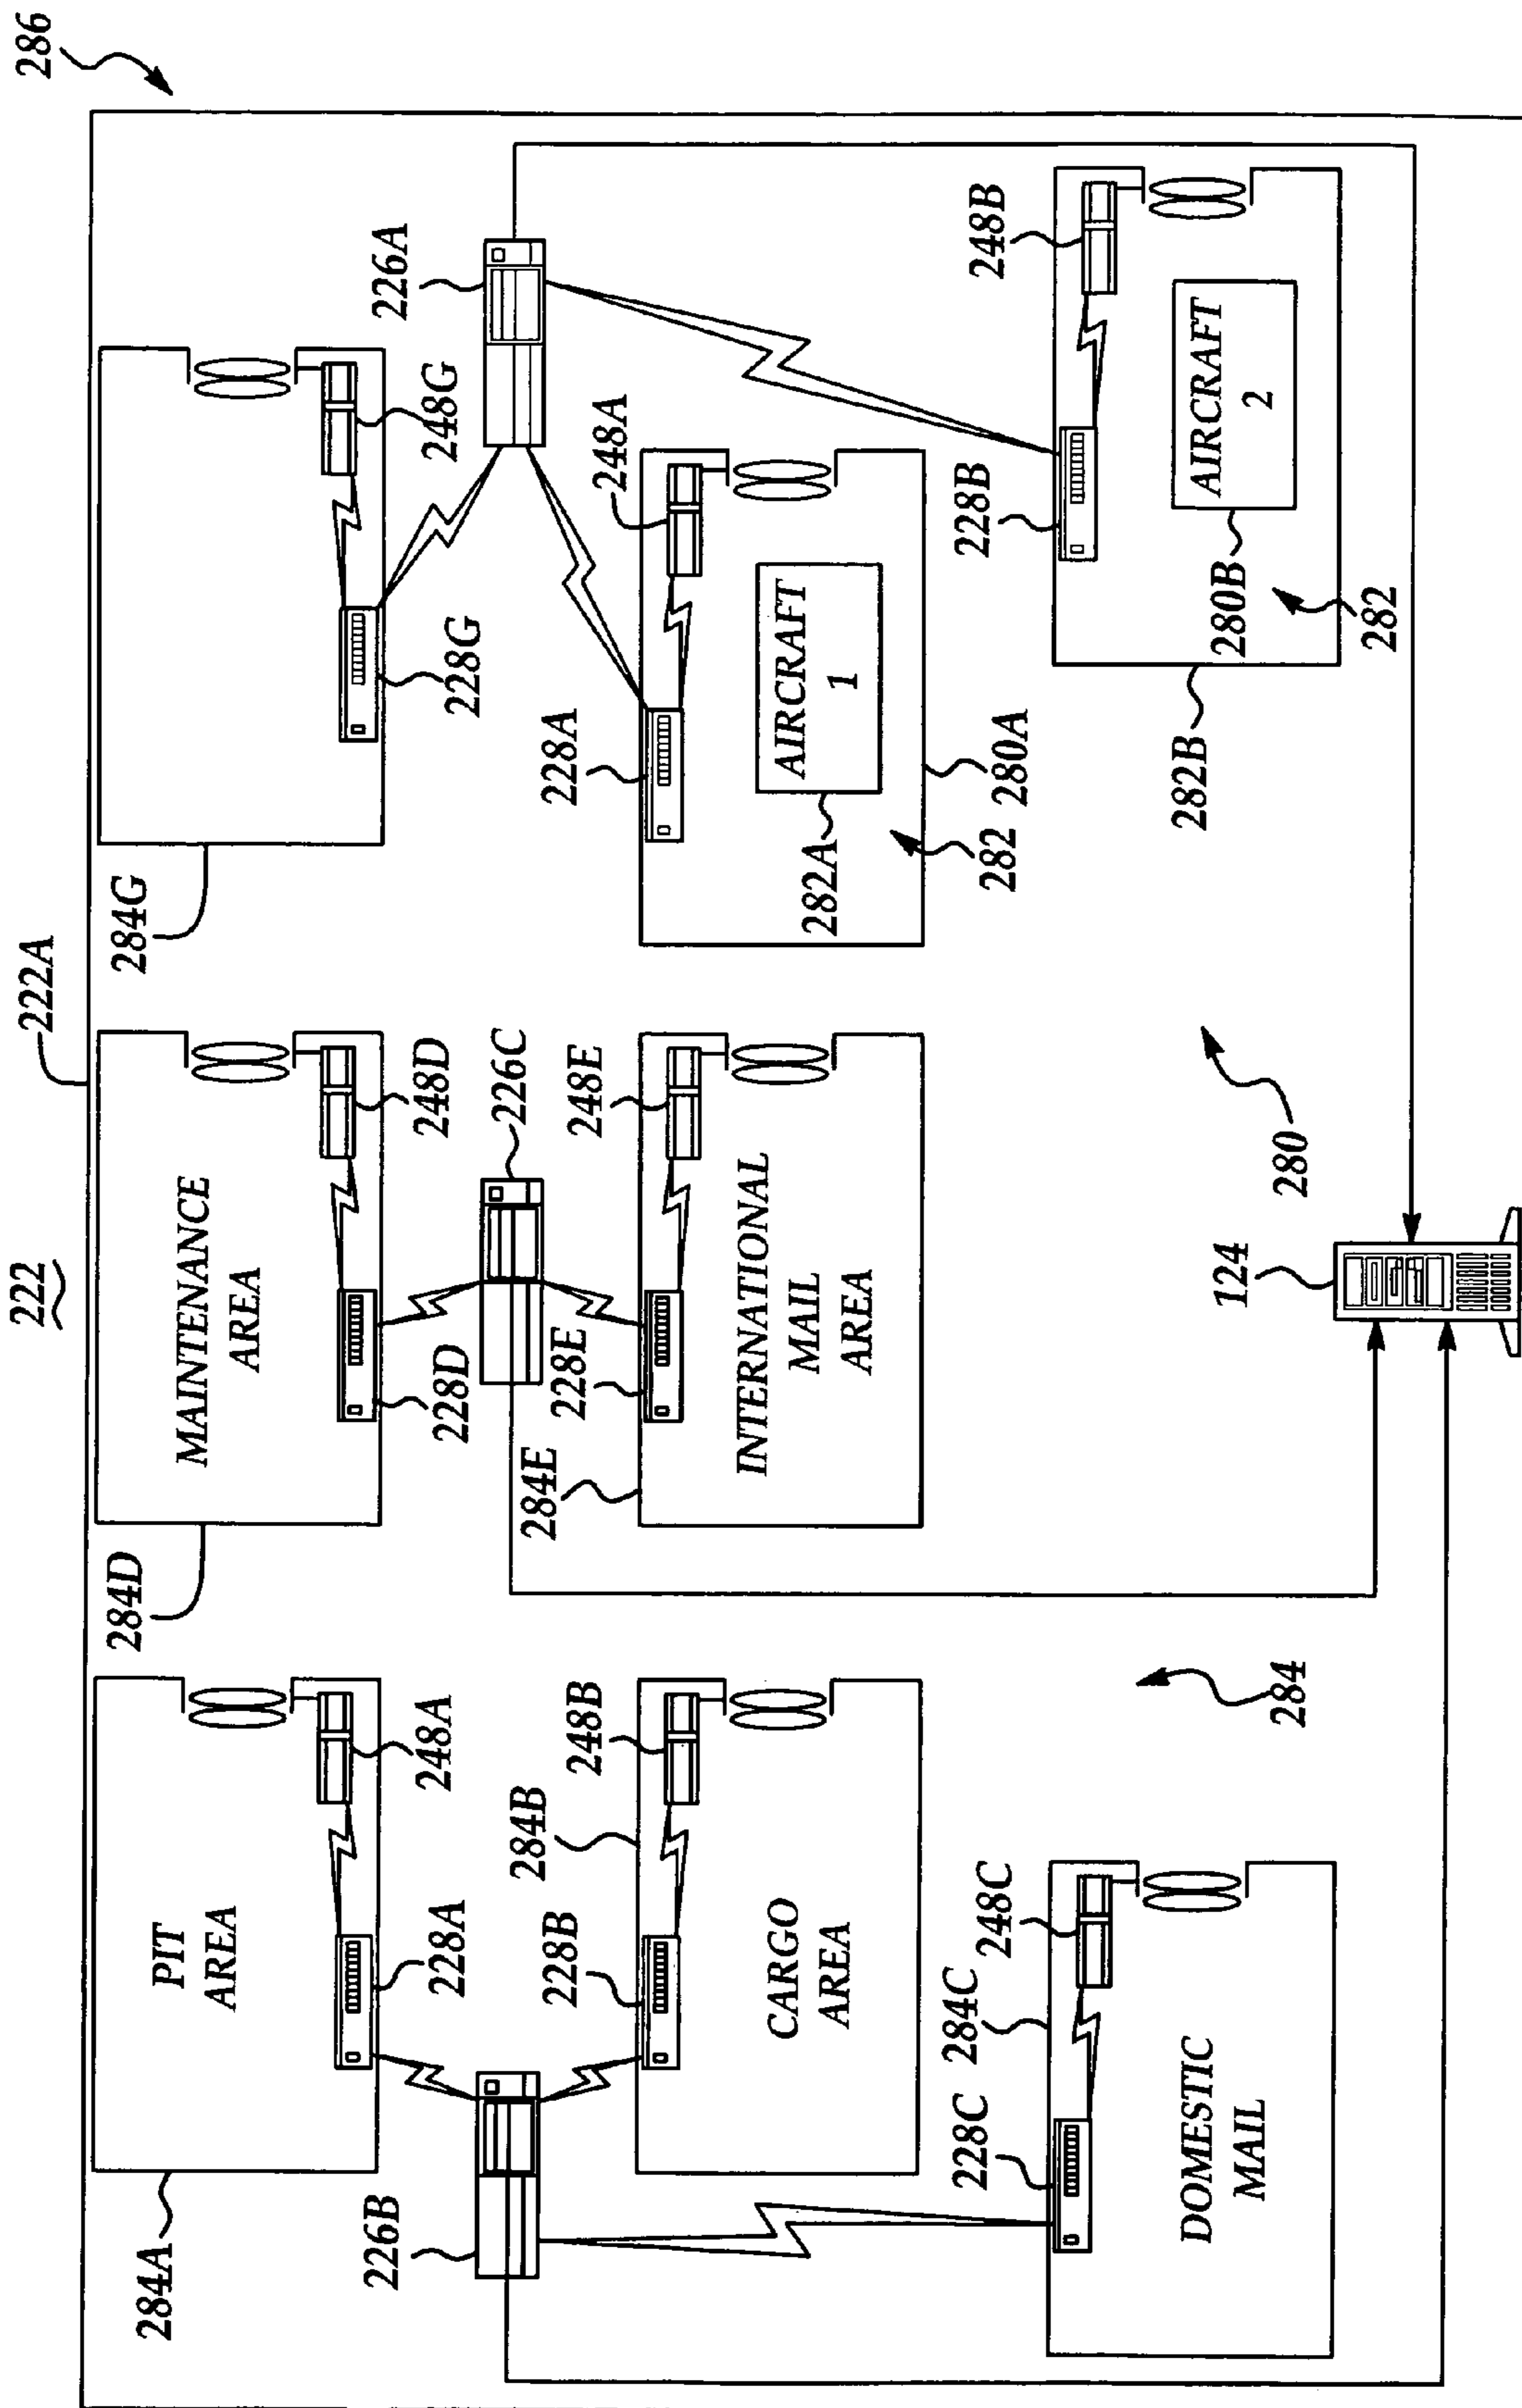 286
222
222A
284A
PIT
AREA
248A
228A
226B
284B
248B
228B
CARGO
AREA
284C
248C
228C
DOMESTIC
MAIL
284
284D
MAINTENANCE
AREA
248D
228D
226C
248E
228E
284E
INTERNATIONAL
MAIL
AREA
124
280
284G
248G
228G
226A
248A
228A
AIRCRAFT
1
282A
282
280A
248B
228B
AIRCRAFT
2
280B
282
282B